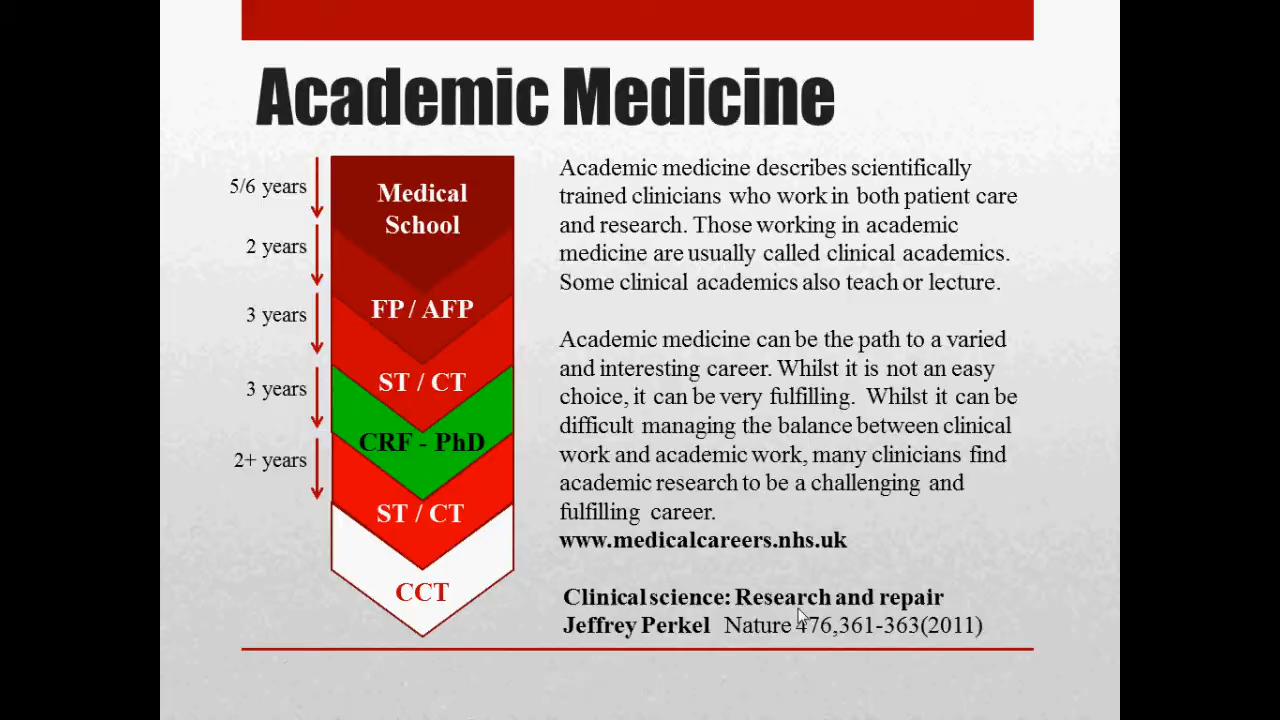 Academic Medicine
5/6 years
2 years
3 years
3 years
2+ years
Medical
School
FP / AFP
ST / CT
CRF - PhD
ST / CT
CCT
Academic medicine describes scientifically
trained clinicians who work in both patient care
and research. Those working in academic
medicine are usually called clinical academics.
Some clinical academics also teach or lecture.
Academic medicine can be the path to a varied
and interesting career. Whilst it is not an easy
choice, it can be very fulfilling. Whilst it can be
difficult managing the balance between clinical
work and academic work, many clinicians find
academic research to be a challenging and
fulfilling career.
www.medicalcareers.nhs.uk
Clinical science: Research and repair
Jeffrey Perkel Nature 476,361-363(2011)